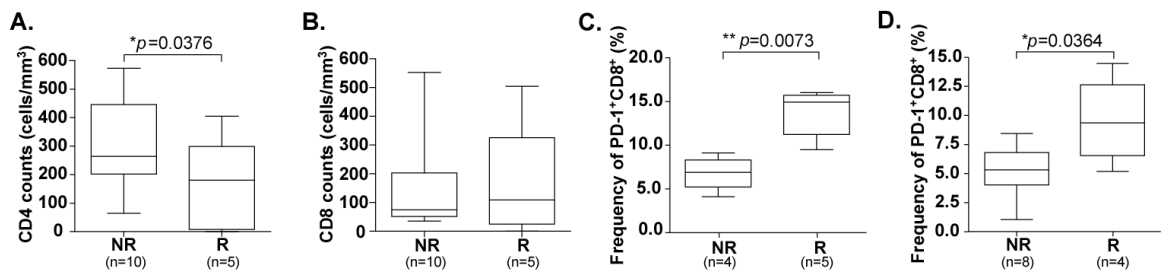 A.
*p=0.0376
CD4 counts (cells/mm³)
600
500
400
300
200
100
0
NR
(n=10)
R
(n=5)
B.
CD8 counts (cells/mm³)
600
500
400
300
200
100
0
NR
(n=10)
R
(n=5)
C.
** p=0.0073
Frequency of PD-1⁺CD8⁺ (%)
20.0
15.0
10.0
5.0
0.0
NR
(n=4)
R
(n=5)
D.
*p=0.0364
Frequency of PD-1⁺CD8⁺ (%)
15.0
12.5
10.0
7.5
5.0
2.5
0.0
NR
(n=8)
R
(n=4)